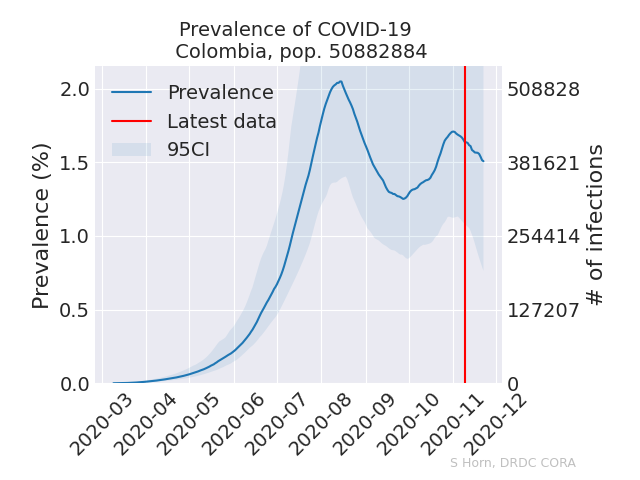 Prevalence of COVID-19
Colombia, pop. 50882884
Prevalence
Latest data
95CI
Prevalence (%)
2.0
1.5
1.0
0.5
0.0
508828
381621
254414
127207
0
# of infections
2020-03
2020-04
2020-05
2020-06
2020-07
2020-08
2020-09
2020-10
2020-11
2020-12
S Horn, DRDC CORA